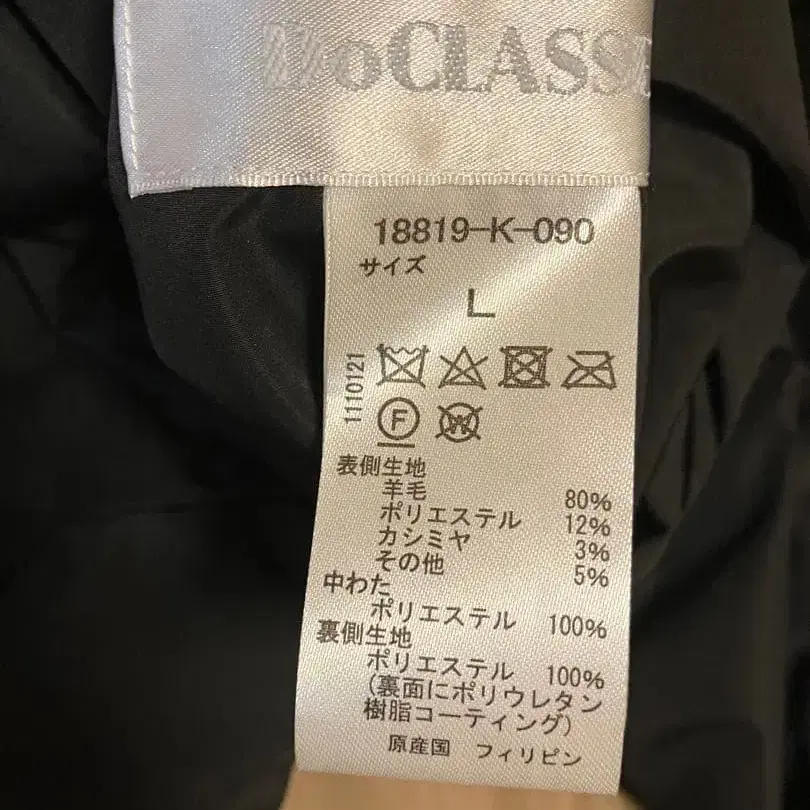 DoCLASSE
18819-K-090
サイズ
L
1110121
F W
表側生地
羊毛 80%
ポリエステル 12%
カシミヤ 3%
その他 5%
中わた
ポリエステル 100%
裏側生地
ポリエステル 100%
(裏面にポリウレタン
樹脂コーティング)
原産国 フィリピン